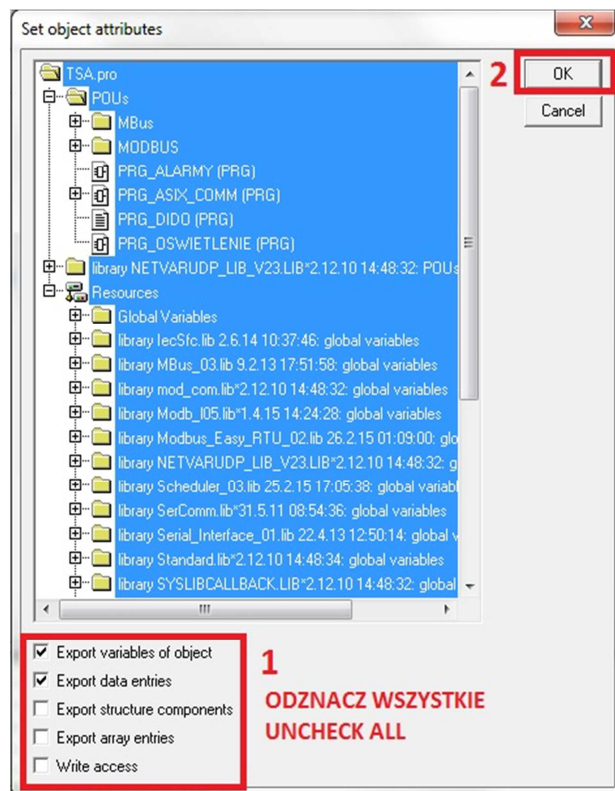 Set object attributes
TSA.pro
POUs
MBus
MODBUS
PRG_ALARMY (PRG)
PRG_ASIX_COMM (PRG)
PRG_DIDO (PRG)
PRG_OSWIETLENIE (PRG)
library NETVARUDP_LIB_V23.LIB*2.12.10 14:48:32: POUs
Resources
Global Variables
library IecSfc.lib 2.6.14 10:37:46: global variables
library MBus_03.lib 9.2.13 17:51:58: global variables
library mod_com.lib*2.12.10 14:48:32: global variables
library Modb_l05.lib*1.4.15 14:24:28: global variables
library Modbus_Easy_RTU_02.lib 26.2.15 01:09:00: glo
library NETVARUDP_LIB_V23.LIB*2.12.10 14:48:32: g
library Scheduler_03.lib 25.2.15 17:05:38: global variabl
library SerComm.lib*31.5.11 08:54:36: global variables
library Serial_Interface_01.lib 22.4.13 12:50:14: global v
library Standard.lib*2.12.10 14:48:34: global variables
library SYSLIBCALLBACK.LIB*2.12.10 14:48:32: global
2
OK
Cancel
Export variables of object
Export data entries
Export structure components
Export array entries
Write access
1
ODZNACZ WSZYSTKIE
UNCHECK ALL